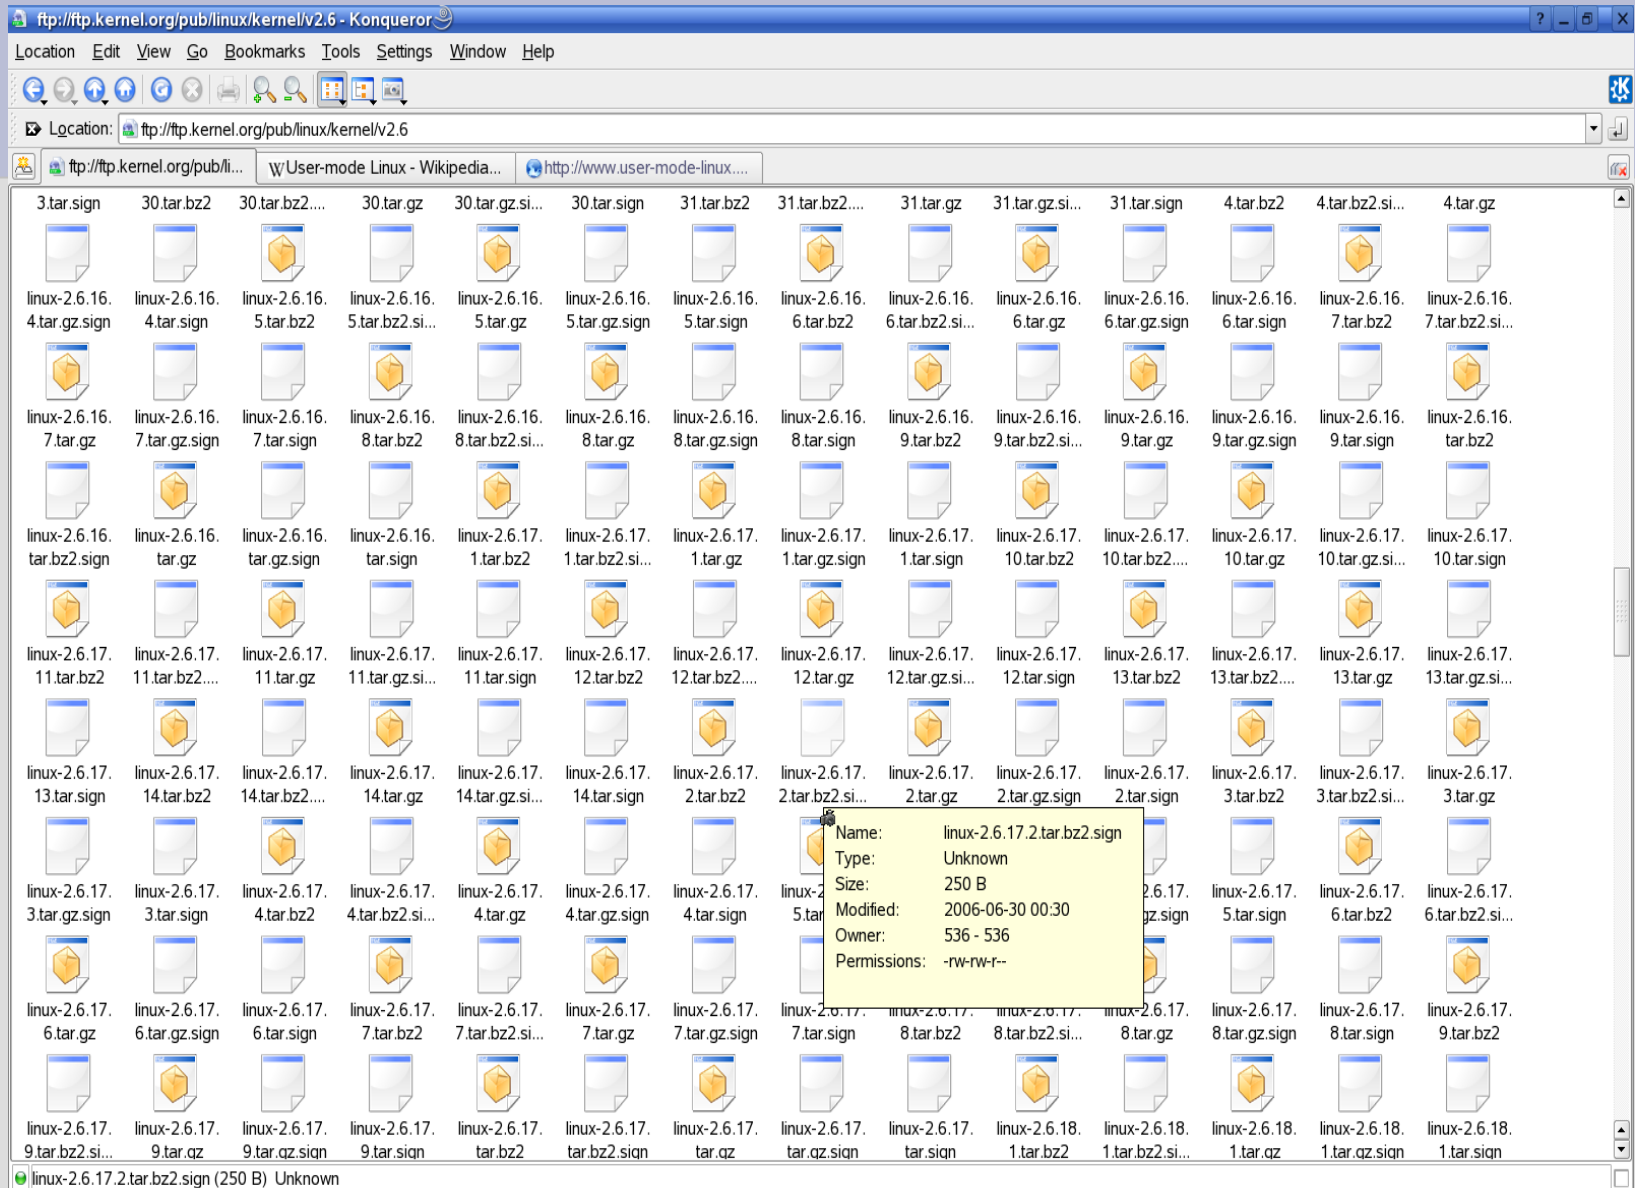 ftp://ftp.kernel.org/pub/linux/kernel/v2.6 - Konqueror
Location Edit View Go Bookmarks Tools Settings Window Help
Location: ftp://ftp.kernel.org/pub/linux/kernel/v2.6
ftp://ftp.kernel.org/pub/li... User-mode Linux - Wikipedia... http://www.user-mode-linux....
3.tar.sign 30.tar.bz2 30.tar.bz2.... 30.tar.gz 30.tar.gz.si... 30.tar.sign 31.tar.bz2 31.tar.bz2.... 31.tar.gz 31.tar.gz.si... 31.tar.sign 4.tar.bz2 4.tar.bz2.si... 4.tar.gz
linux-2.6.16. linux-2.6.16. linux-2.6.16. linux-2.6.16. linux-2.6.16. linux-2.6.16. linux-2.6.16. linux-2.6.16. linux-2.6.16. linux-2.6.16. linux-2.6.16. linux-2.6.16. linux-2.6.16. linux-2.6.16.
4.tar.gz.sign 4.tar.sign 5.tar.bz2 5.tar.bz2.si... 5.tar.gz 5.tar.gz.sign 5.tar.sign 6.tar.bz2 6.tar.bz2.si... 6.tar.gz 6.tar.gz.sign 6.tar.sign 7.tar.bz2 7.tar.bz2.si...
linux-2.6.16. linux-2.6.16. linux-2.6.16. linux-2.6.16. linux-2.6.16. linux-2.6.16. linux-2.6.16. linux-2.6.16. linux-2.6.16. linux-2.6.16. linux-2.6.16. linux-2.6.16. linux-2.6.16. linux-2.6.16.
7.tar.gz 7.tar.gz.sign 7.tar.sign 8.tar.bz2 8.tar.bz2.si... 8.tar.gz 8.tar.gz.sign 8.tar.sign 9.tar.bz2 9.tar.bz2.si... 9.tar.gz 9.tar.gz.sign 9.tar.sign tar.bz2
linux-2.6.16. linux-2.6.16. linux-2.6.16. linux-2.6.16. linux-2.6.17. linux-2.6.17. linux-2.6.17. linux-2.6.17. linux-2.6.17. linux-2.6.17. linux-2.6.17. linux-2.6.17. linux-2.6.17. linux-2.6.17.
tar.bz2.sign tar.gz tar.gz.sign tar.sign 1.tar.bz2 1.tar.bz2.si... 1.tar.gz 1.tar.gz.sign 1.tar.sign 10.tar.bz2 10.tar.bz2.... 10.tar.gz 10.tar.gz.si... 10.tar.sign
linux-2.6.17. linux-2.6.17. linux-2.6.17. linux-2.6.17. linux-2.6.17. linux-2.6.17. linux-2.6.17. linux-2.6.17. linux-2.6.17. linux-2.6.17. linux-2.6.17. linux-2.6.17. linux-2.6.17. linux-2.6.17.
11.tar.bz2 11.tar.bz2.... 11.tar.gz 11.tar.gz.si... 11.tar.sign 12.tar.bz2 12.tar.bz2.... 12.tar.gz 12.tar.gz.si... 12.tar.sign 13.tar.bz2 13.tar.bz2.... 13.tar.gz 13.tar.gz.si...
linux-2.6.17. linux-2.6.17. linux-2.6.17. linux-2.6.17. linux-2.6.17. linux-2.6.17. linux-2.6.17. linux-2.6.17. linux-2.6.17. linux-2.6.17. linux-2.6.17. linux-2.6.17. linux-2.6.17. linux-2.6.17.
13.tar.sign 14.tar.bz2 14.tar.bz2.... 14.tar.gz 14.tar.gz.si... 14.tar.sign 2.tar.bz2 2.tar.bz2.si... 2.tar.gz 2.tar.gz.sign 2.tar.sign 3.tar.bz2 3.tar.bz2.si... 3.tar.gz
Name: linux-2.6.17.2.tar.bz2.sign
Type: Unknown
Size: 250 B
Modified: 2006-06-30 00:30
Owner: 536 - 536
Permissions: -rw-rw-r--
linux-2.6.17. linux-2.6.17. linux-2.6.17. linux-2.6.17. linux-2.6.17. linux-2.6.17. linux-2.6.17. linux-2 .6.17. linux-2.6.17. linux-2.6.17. linux-2.6.17.
3.tar.gz.sign 3.tar.sign 4.tar.bz2 4.tar.bz2.si... 4.tar.gz 4.tar.gz.sign 4.tar.sign 5.tar gz.sign 5.tar.sign 6.tar.bz2 6.tar.bz2.si...
linux-2.6.17. linux-2.6.17. linux-2.6.17. linux-2.6.17. linux-2.6.17. linux-2.6.17. linux-2.6.17. linux-2.6.17. linux-2.6.17. linux-2.6.17. linux-2.6.17. linux-2.6.17. linux-2.6.17. linux-2.6.17.
6.tar.gz 6.tar.gz.sign 6.tar.sign 7.tar.bz2 7.tar.bz2.si... 7.tar.gz 7.tar.gz.sign 7.tar.sign 8.tar.bz2 8.tar.bz2.si... 8.tar.gz 8.tar.gz.sign 8.tar.sign 9.tar.bz2
linux-2.6.17. linux-2.6.17. linux-2.6.17. linux-2.6.17. linux-2.6.17. linux-2.6.17. linux-2.6.17. linux-2.6.17. linux-2.6.17. linux-2.6.18. linux-2.6.18. linux-2.6.18. linux-2.6.18. linux-2.6.18.
9.tar.bz2.si... 9.tar.gz 9.tar.gz.sign 9.tar.sign tar.bz2 tar.bz2.sign tar.gz tar.gz.sign tar.sign 1.tar.bz2 1.tar.bz2.si... 1.tar.gz 1.tar.gz.sign 1.tar.sign
linux-2.6.17.2.tar.bz2.sign (250 B) Unknown